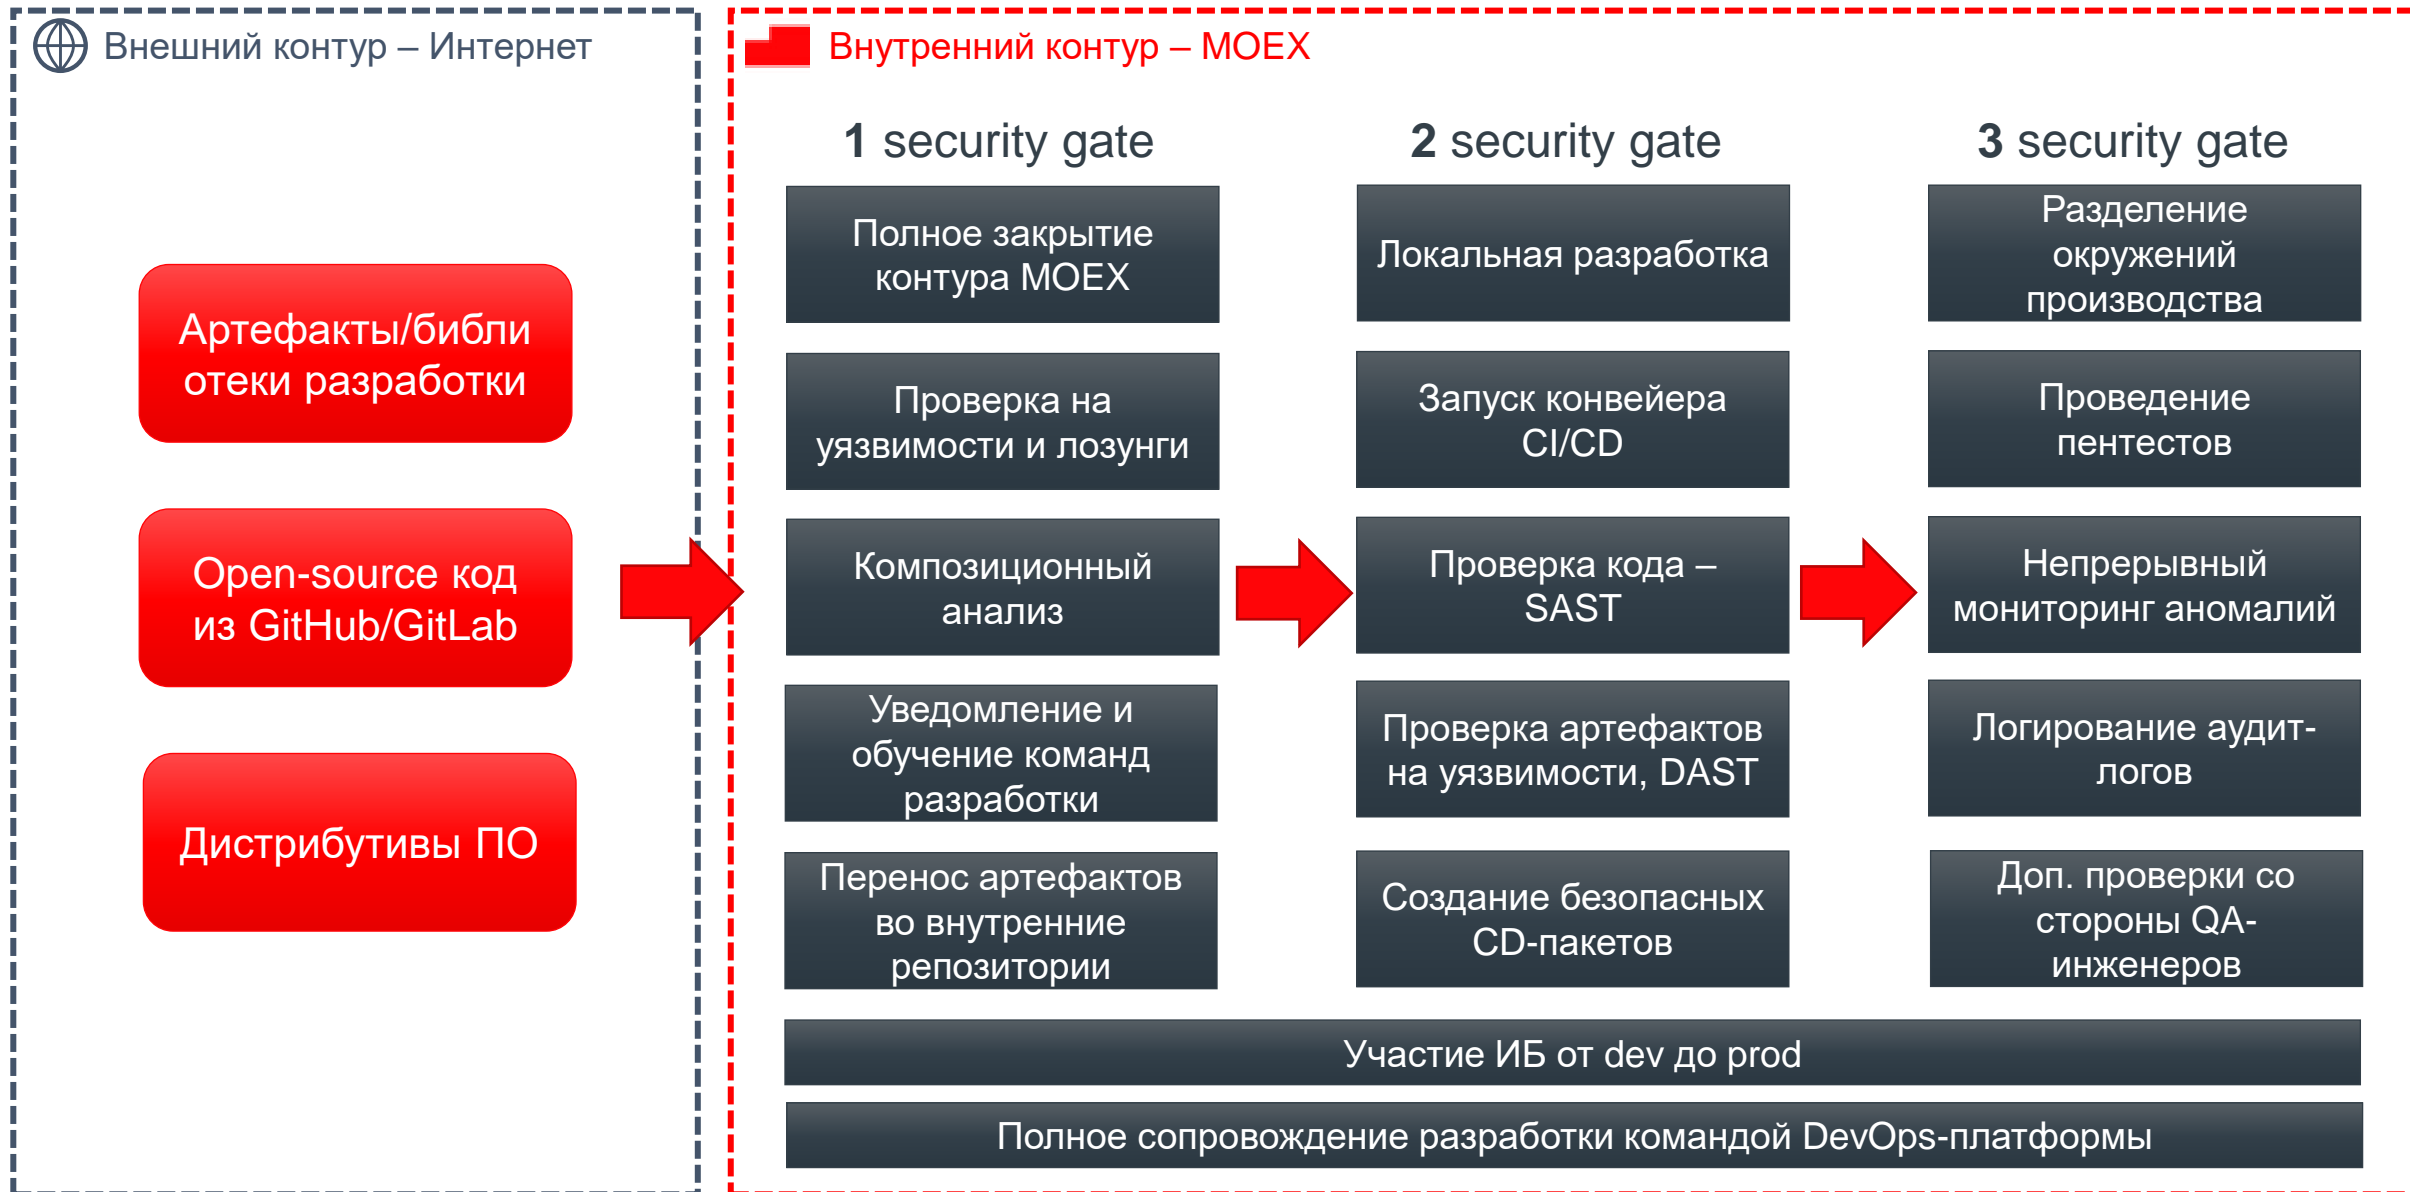 Внешний контур – Интернет
Артефакты/библи
отеки разработки
Open-source код
из GitHub/GitLab
Дистрибутивы ПО
Внутренний контур – MOEX
1 security gate
Полное закрытие
контура MOEX
Проверка на
уязвимости и лозунги
Композиционный
анализ
Уведомление и
обучение команд
разработки
Перенос артефактов
во внутренние
репозитории
2 security gate
Локальная разработка
Запуск конвейера
CI/CD
Проверка кода –
SAST
Проверка артефактов
на уязвимости, DAST
Создание безопасных
CD-пакетов
3 security gate
Разделение
окружений
производства
Проведение
пентестов
Непрерывный
мониторинг аномалий
Логирование аудит-
логов
Доп. проверки со
стороны QA-
инженеров
Участие ИБ от dev до prod
Полное сопровождение разработки командой DevOps-платформы